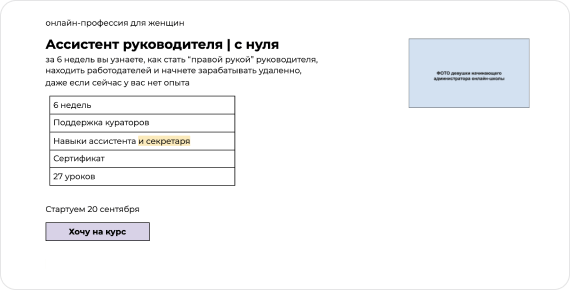 онлайн-профессия для женщин
Ассистент руководителя | с нуля
за 6 недель вы узнаете, как стать "правой рукой" руководителя,
находить работодателей и начнете зарабатывать удаленно,
даже если сейчас у вас нет опыта
ФОТО девушки начинающего
администратора онлайн-школы
6 недель
Поддержка кураторов
Навыки ассистента и секретаря
Сертификат
27 уроков
Стартуем 20 сентября
Хочу на курс